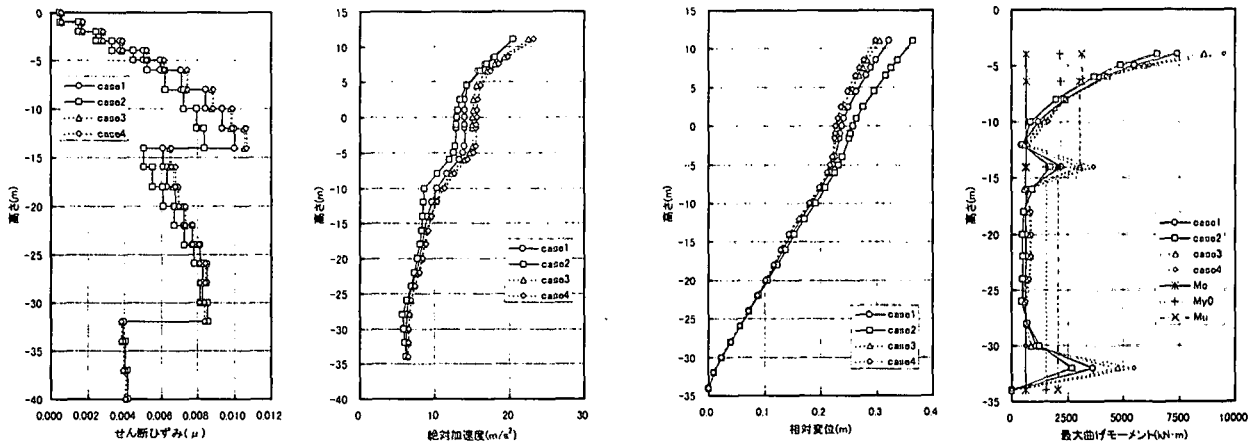 高さ(m)
0
-5
-10
-15
-20
-25
-30
-35
-40
case1
case2
case3
case4
0.000 0.002 0.004 0.006 0.008 0.010 0.012
せん断ひずみ(μ)
高さ(m)
15
10
5
0
-5
-10
-15
-20
-25
-30
-35
-40
case1
case2
case3
case4
0 10 20 30
絶対加速度(m/s²)
高さ(m)
15
10
5
0
-5
-10
-15
-20
-25
-30
-35
case1
case2
case3
case4
0.0 0.1 0.2 0.3 0.4
相対変位(m)
高さ(m)
0
-5
-10
-15
-20
-25
-30
-35
case1
case2
case3
case4
Mc
My0
Mu
0 2500 5000 7500 10000
最大曲げモーメント(kN·m)